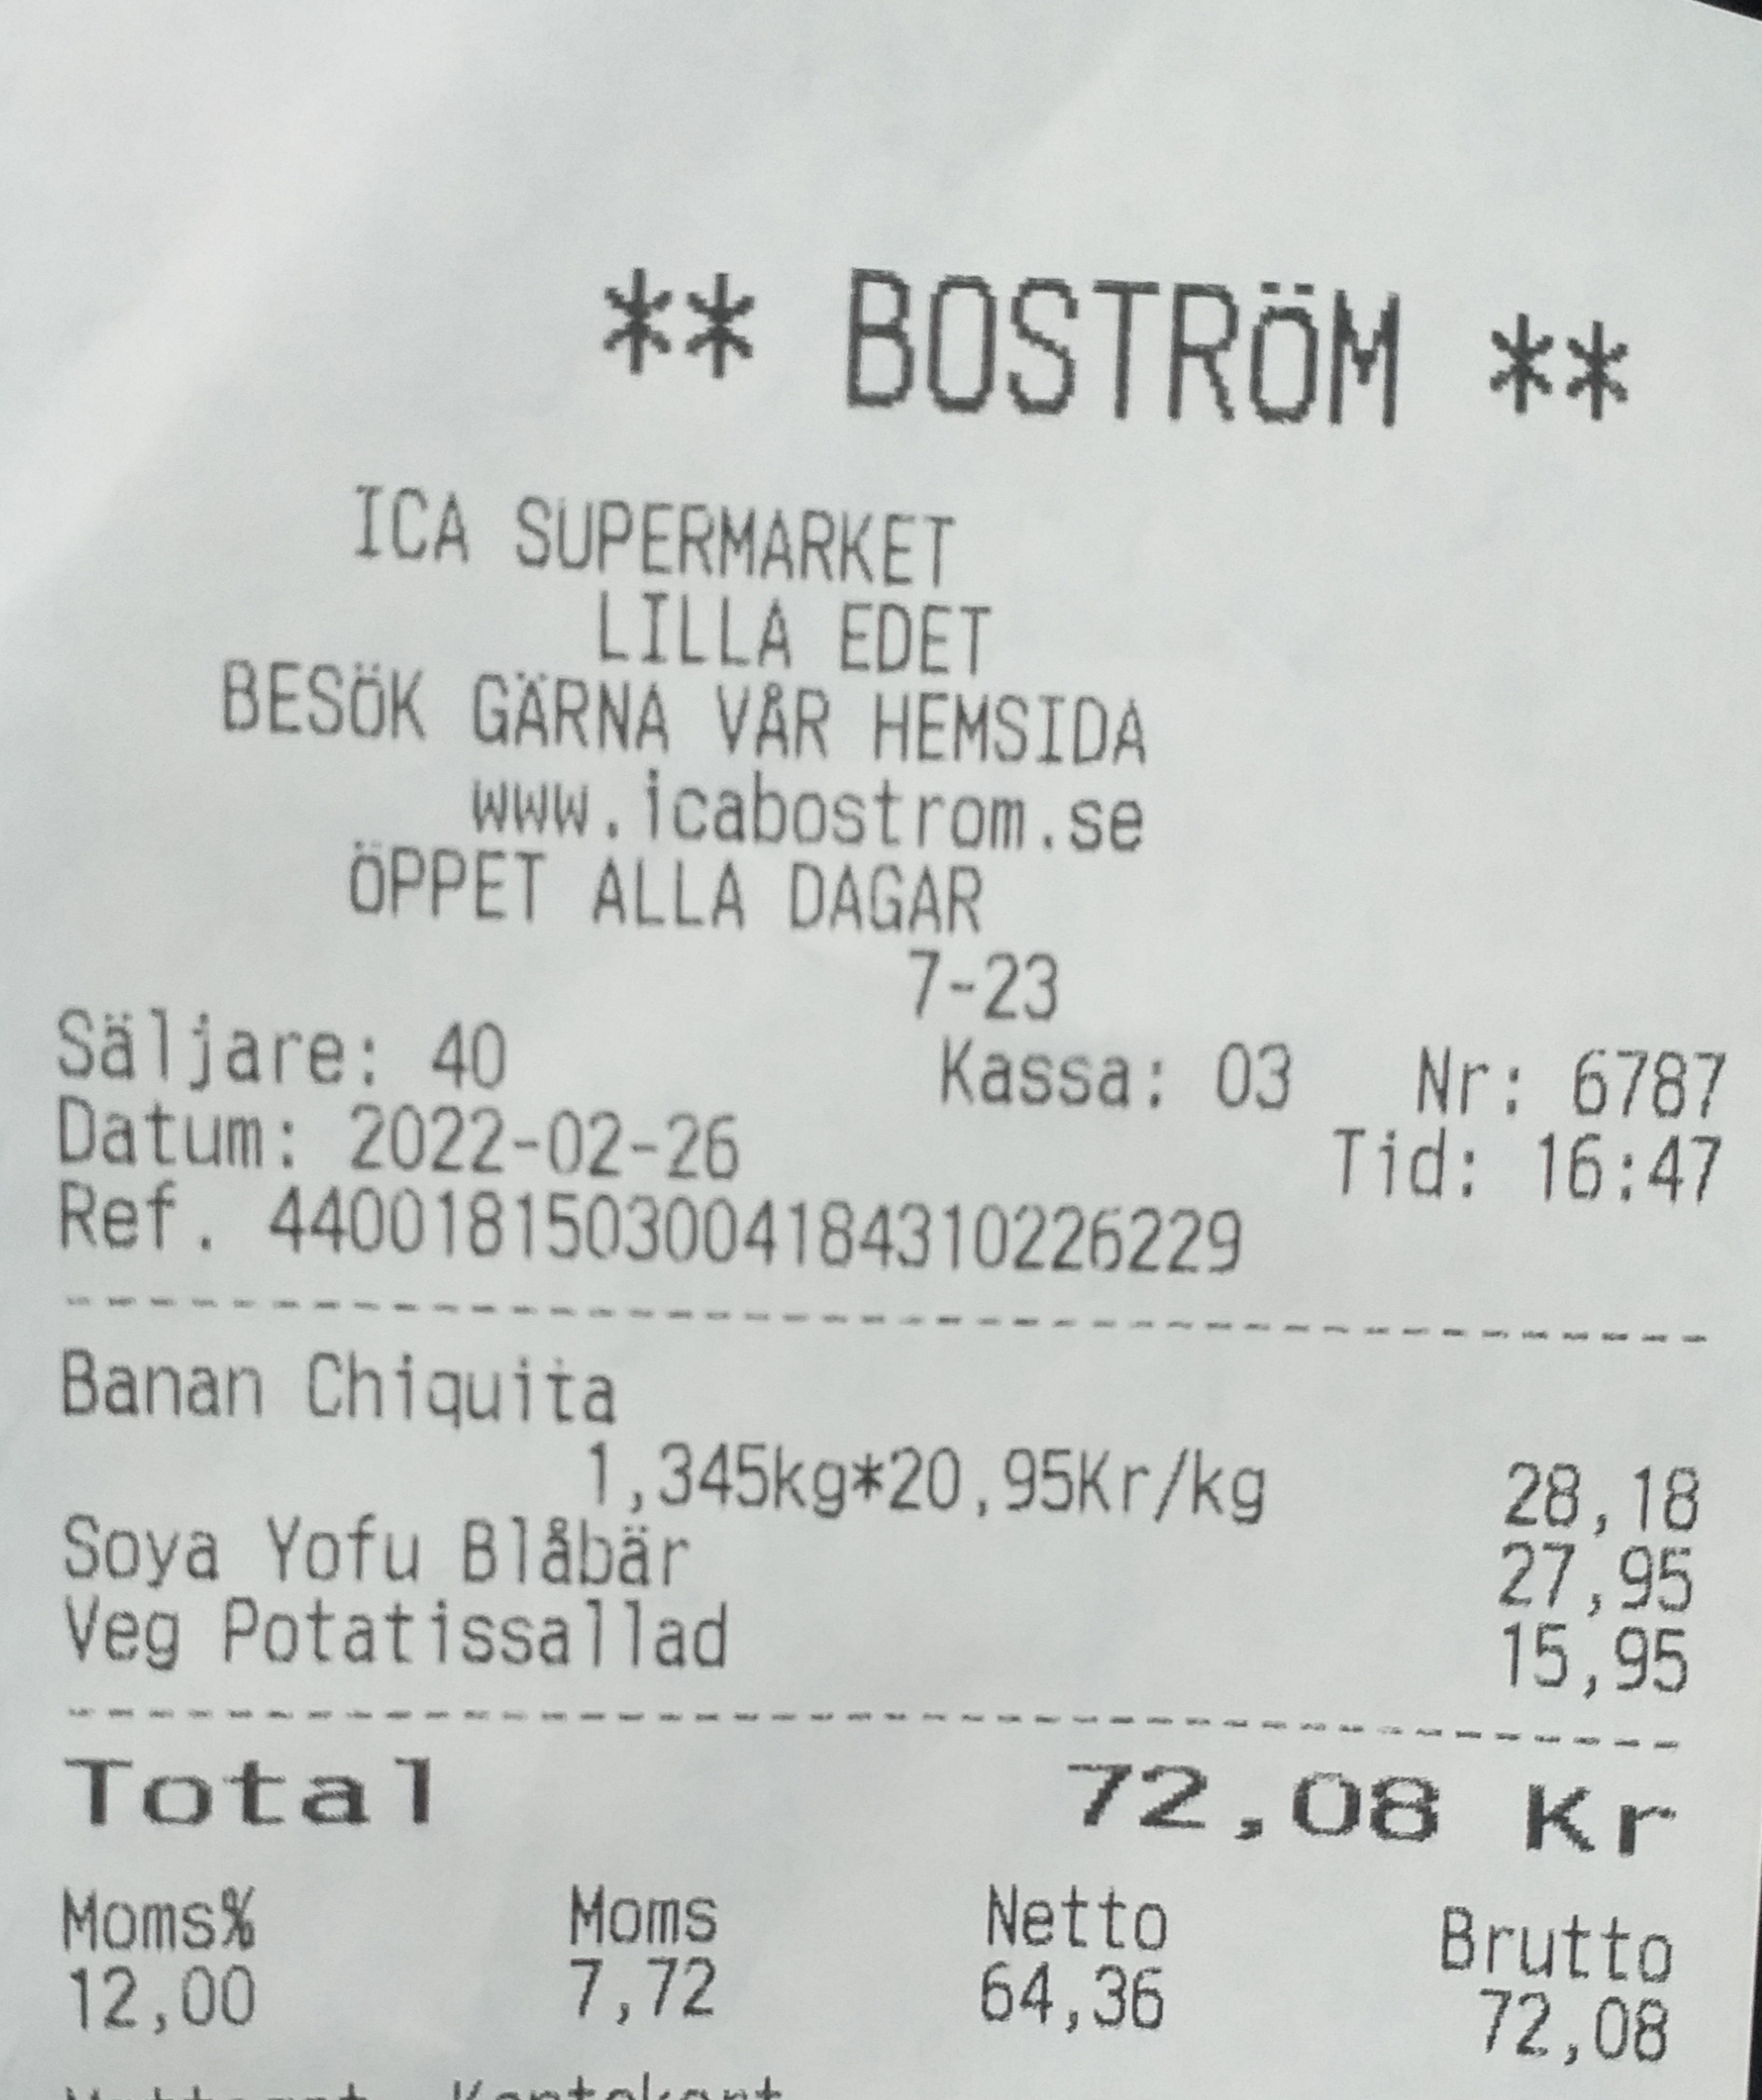 ** BOSTRÖM **
ICA SUPERMARKET
LILLA EDET
BESÖK GÄRNA VÅR HEMSIDA
www.icabostrom.se
ÖPPET ALLA DAGAR
7-23
Säljare: 40 Kassa: 03 Nr: 6787
Datum: 2022-02-26 Tid: 16:47
Ref. 4400181503004184310226229
Banan Chiquita
1,345kg*20,95Kr/kg 28,18
Soya Yofu Blåbär 27,95
Veg Potatissallad 15,95
Total 72,08 Kr
Moms% Moms Netto Brutto
12,00 7,72 64,36 72,08